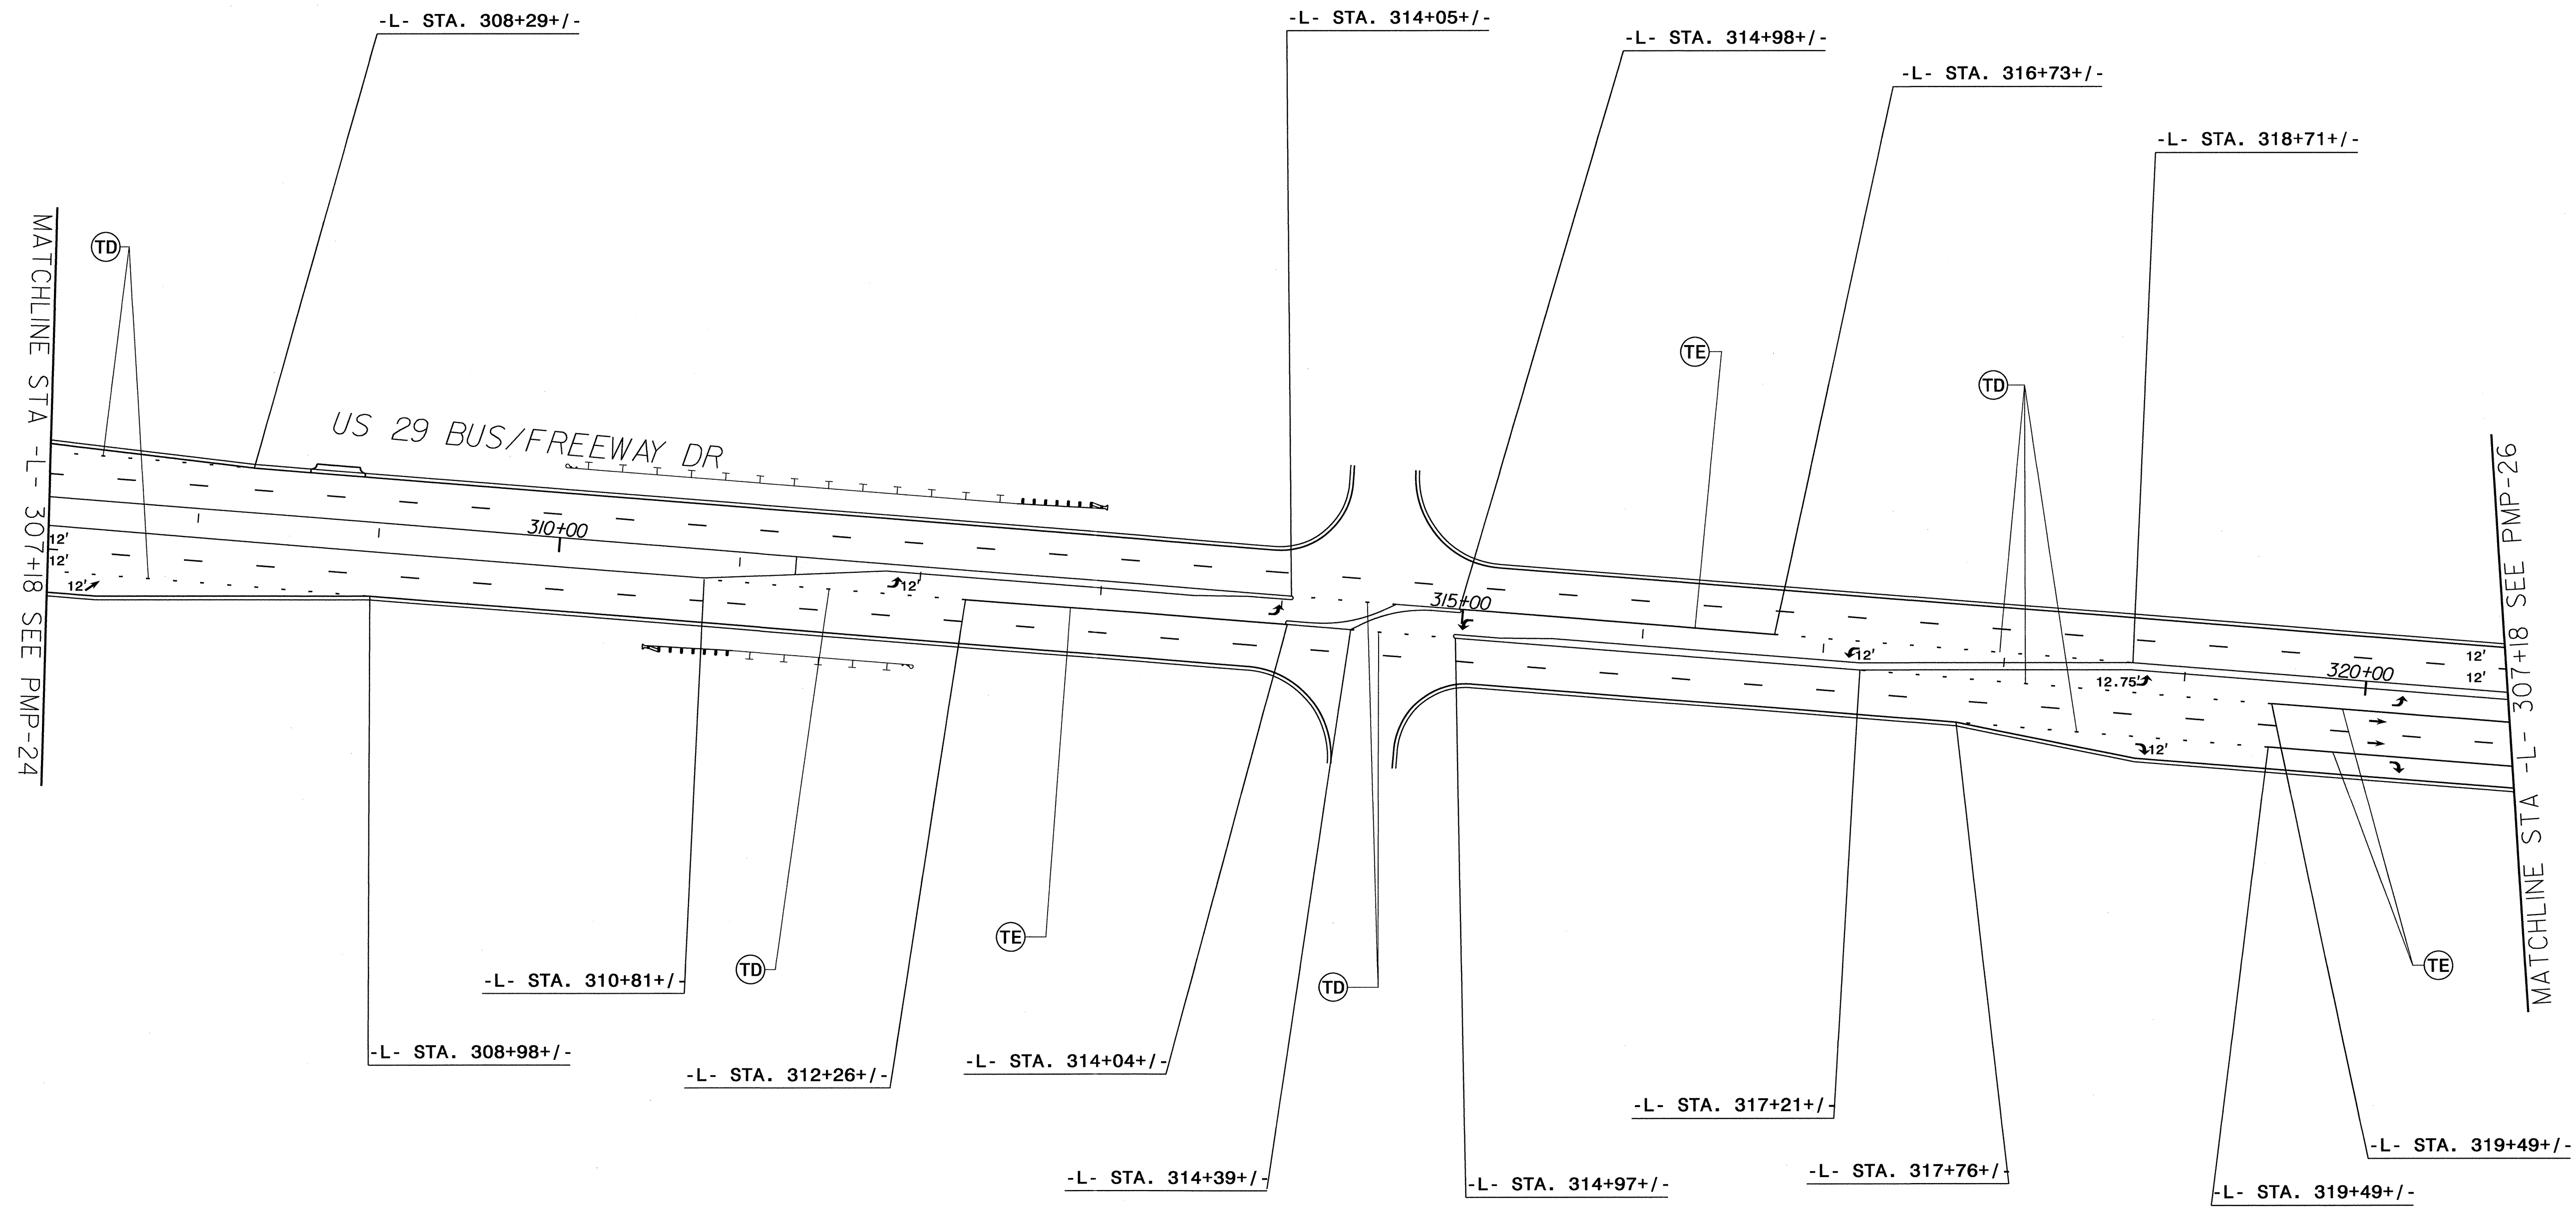 -L- STA. 308+29+/-
-L- STA. 314+05+/-
-L- STA. 314+98+/-
-L- STA. 316+73+/-
-L- STA. 318+71+/-
MATCHLINE STA -L- 307+18 SEE PMP-24
TD
TE
TD
US 29 BUS/FREEWAY DR
310+00
12'
12'
12'
12'
315+00
12'
12.75'
12'
320+00
12'
12'
MATCHLINE STA -L- 307+18 SEE PMP-26
TE
TD
TD
TE
-L- STA. 310+81+/-
-L- STA. 308+98+/-
-L- STA. 312+26+/-
-L- STA. 314+04+/-
-L- STA. 314+39+/-
-L- STA. 314+97+/-
-L- STA. 317+21+/-
-L- STA. 317+76+/-
-L- STA. 319+49+/-
-L- STA. 319+49+/-